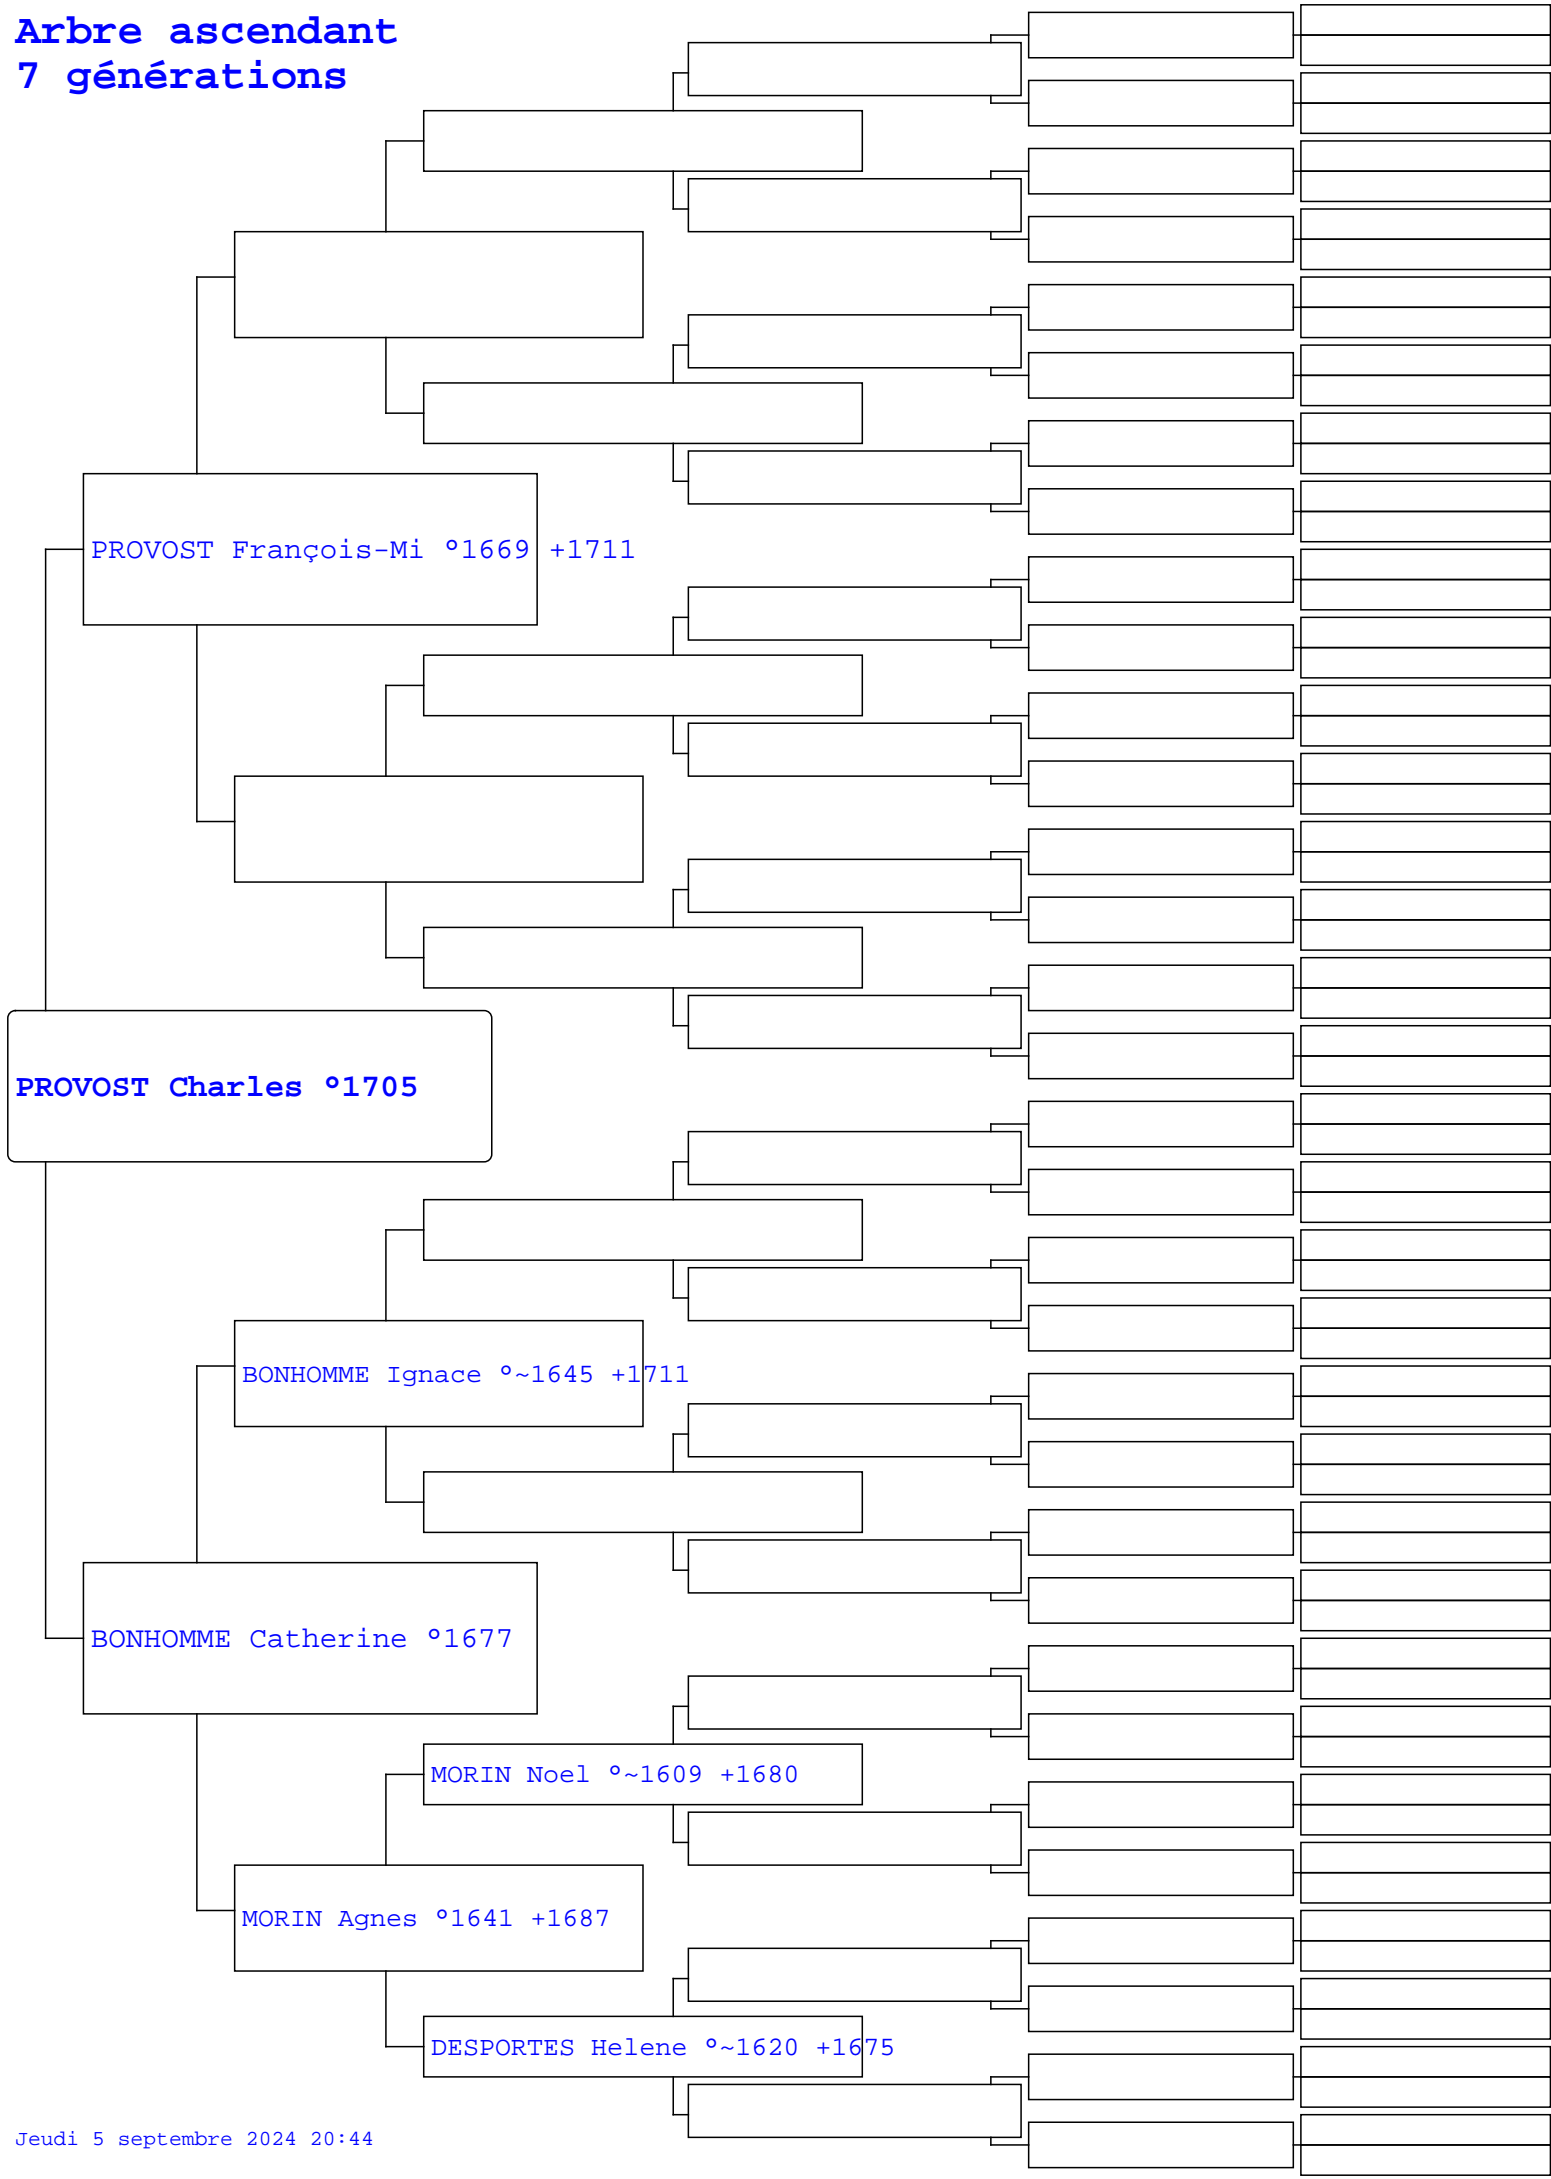 Arbre ascendant
7 générations
PROVOST François-Mi °1669 +1711
PROVOST Charles °1705
BONHOMME Ignace °~1645 +1711
BONHOMME Catherine °1677
MORIN Noel °~1609 +1680
MORIN Agnes °1641 +1687
DESPORTES Helene °~1620 +1675
Jeudi 5 septembre 2024 20:44